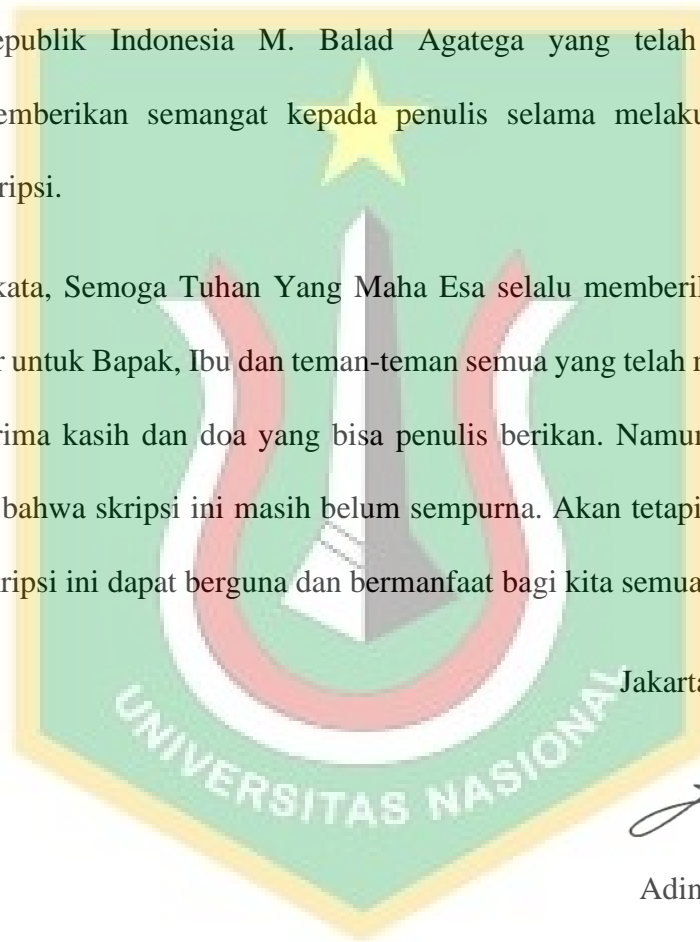 epublik Indonesia M. Balad Agatega yang telah
emberikan semangat kepada penulis selama melaku
ripsi.
kata, Semoga Tuhan Yang Maha Esa selalu memberil
untuk Bapak, Ibu dan teman-teman semua yang telah
rima kasih dan doa yang bisa penulis berikan. Namun
bahwa skripsi ini masih belum sempurna. Akan tetapi
ripsi ini dapat berguna dan bermanfaat bagi kita semua
Jakarta
UNIVERSITAS NASIONAL
Adin